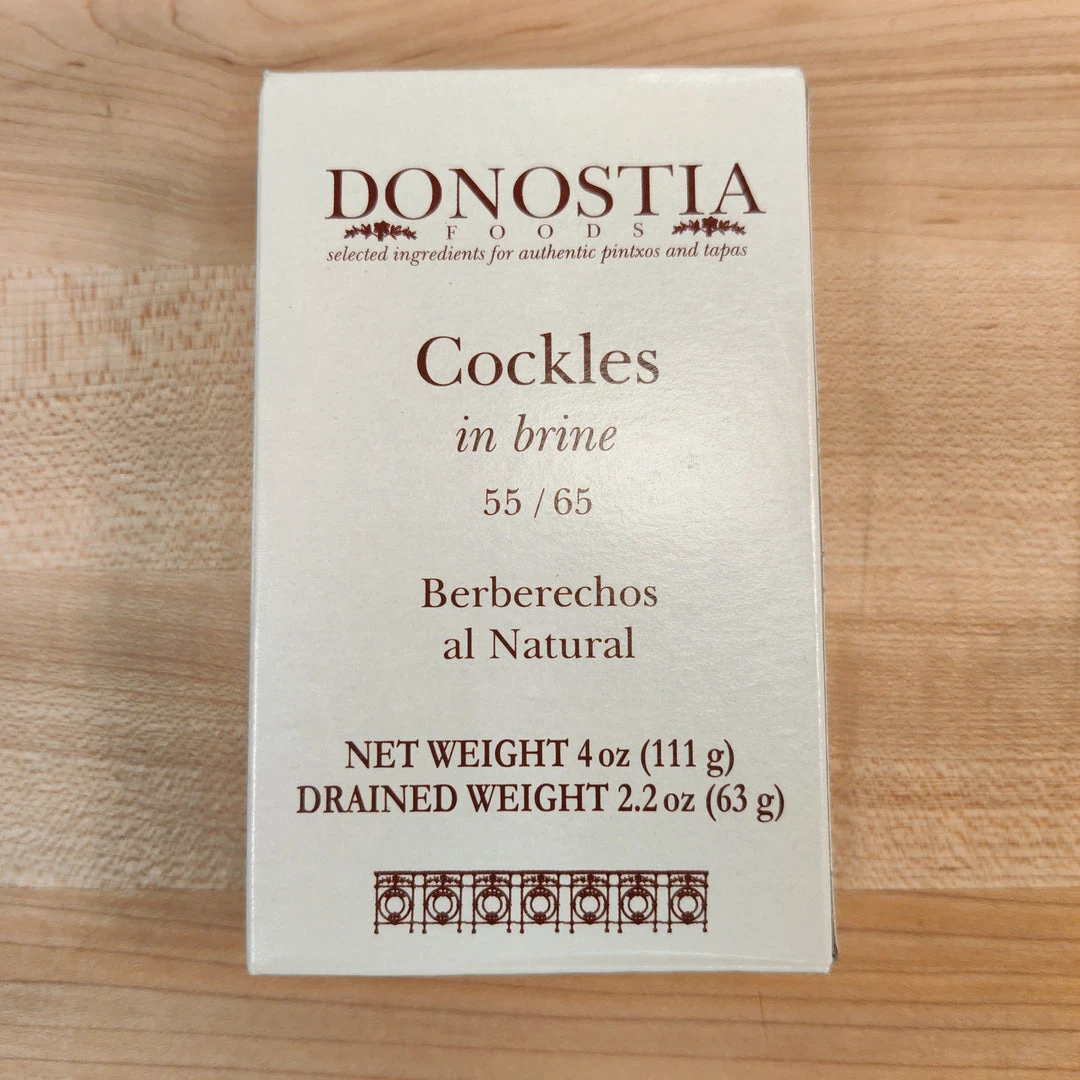 DONOSTIA
FOODS
selected ingredients for authentic pintxos and tapas
Cockles
in brine
55 / 65
Berberechos
al Natural
NET WEIGHT 4 oz (111 g)
DRAINED WEIGHT 2.2 oz (63 g)